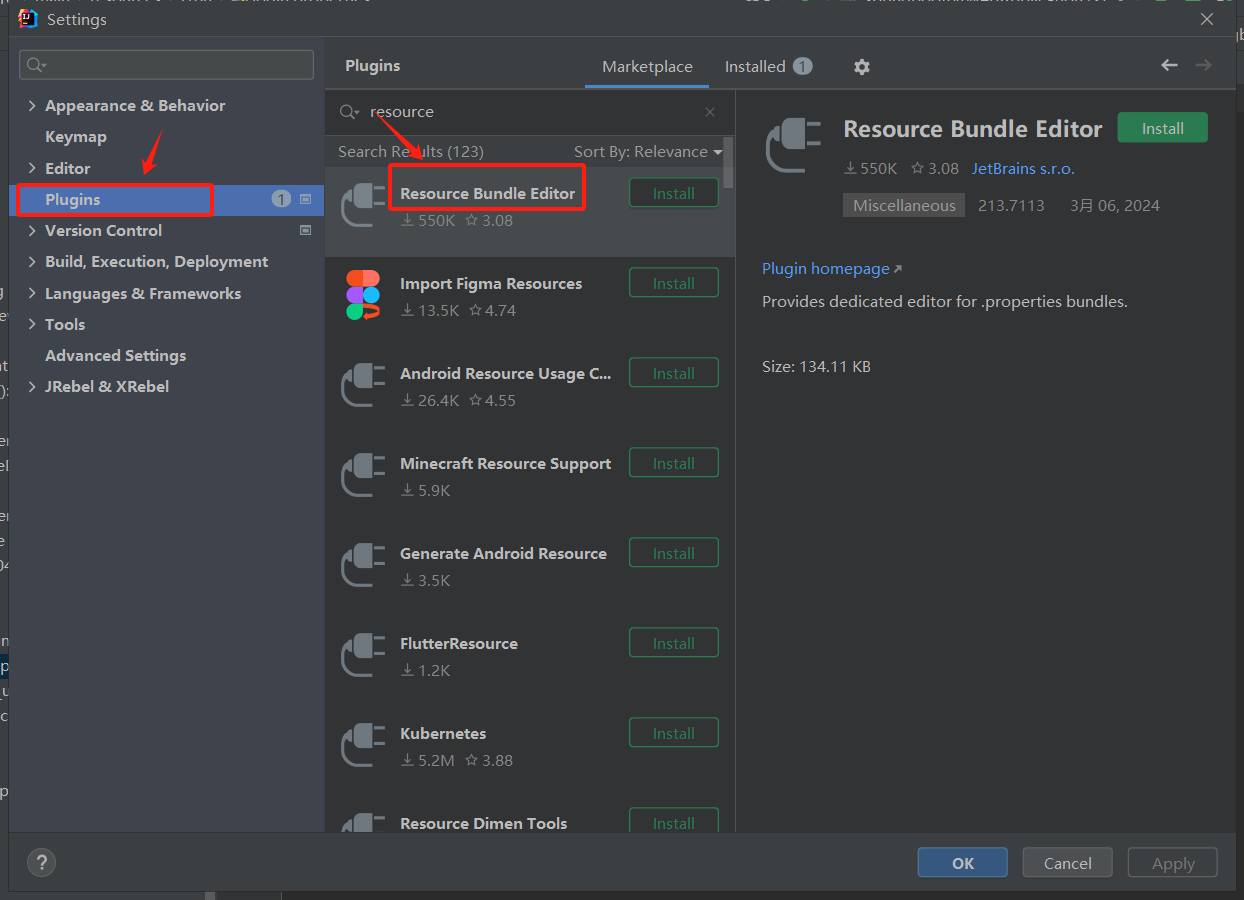 Settings
Appearance & Behavior
Keymap
Editor
Plugins
1
Version Control
Build, Execution, Deployment
Languages & Frameworks
Tools
Advanced Settings
JRebel & XRebel
Plugins
Marketplace
Installed 1
resource
Search Results (123)
Sort By: Relevance
Resource Bundle Editor
Install
550K 3.08
Import Figma Resources
Install
13.5K 4.74
Android Resource Usage C...
Install
26.4K 4.55
Minecraft Resource Support
Install
5.9K
Generate Android Resource
Install
3.5K
FlutterResource
Install
1.2K
Kubernetes
Install
5.2M 3.88
Resource Dimen Tools
Install
Resource Bundle Editor
Install
550K 3.08 JetBrains s.r.o.
Miscellaneous 213.7113 3月 06, 2024
Plugin homepage
Provides dedicated editor for .properties bundles.
Size: 134.11 KB
?
OK
Cancel
Apply